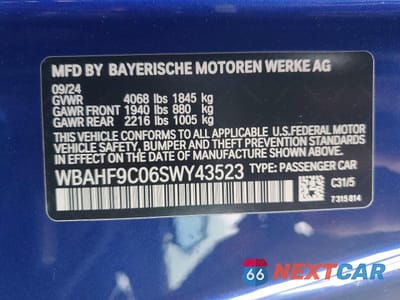 MFD BY BAYERISCHE MOTOREN WERKE AG
09/24
GVWR 4068 lbs 1845 kg
GAWR FRONT 1940 lbs 880 kg
GAWR REAR 2216 lbs 1005 kg
THIS VEHICLE CONFORMS TO ALL APPLICABLE U.S.FEDERAL MOTOR
VEHICLE SAFETY, BUMPER, AND THEFT PREVENTION STANDARDS
IN EFFECT ON THE DATE OF MANUFACTURE SHOWN ABOVE.
WBAHF9C06SWY43523 TYPE: PASSENGER CAR
C31/5
7 315 814
66 NEXTCAR